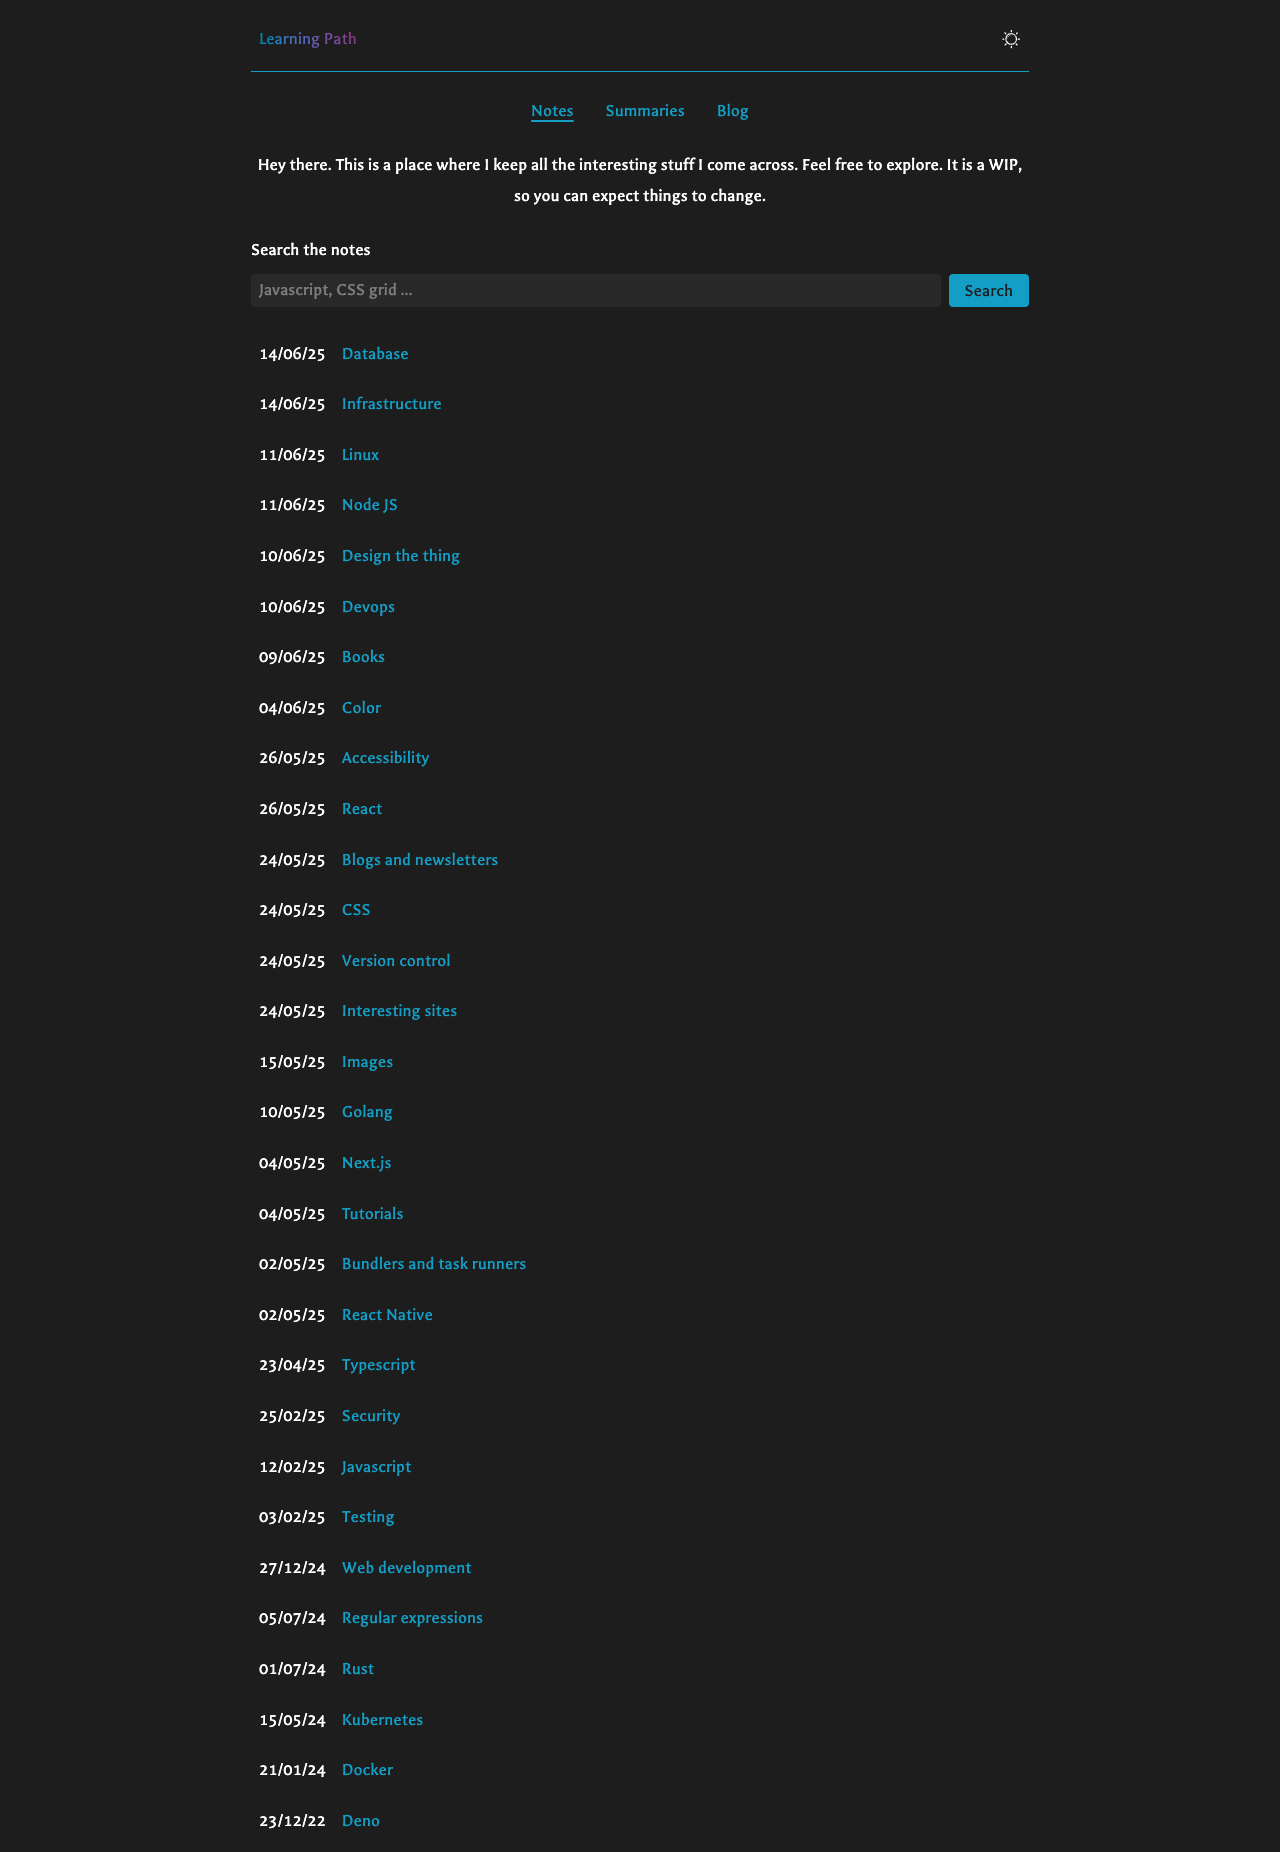 Learning Path
Notes Summaries Blog
Hey there. This is a place where I keep all the interesting stuff I come across. Feel free to explore. It is a WIP,
so you can expect things to change.
Search the notes
Javascript, CSS grid ... Search
14/06/25 Database
14/06/25 Infrastructure
11/06/25 Linux
11/06/25 Node JS
10/06/25 Design the thing
10/06/25 Devops
09/06/25 Books
04/06/25 Color
26/05/25 Accessibility
26/05/25 React
24/05/25 Blogs and newsletters
24/05/25 CSS
24/05/25 Version control
24/05/25 Interesting sites
15/05/25 Images
10/05/25 Golang
04/05/25 Next.js
04/05/25 Tutorials
02/05/25 Bundlers and task runners
02/05/25 React Native
23/04/25 Typescript
25/02/25 Security
12/02/25 Javascript
03/02/25 Testing
27/12/24 Web development
05/07/24 Regular expressions
01/07/24 Rust
15/05/24 Kubernetes
21/01/24 Docker
23/12/22 Deno